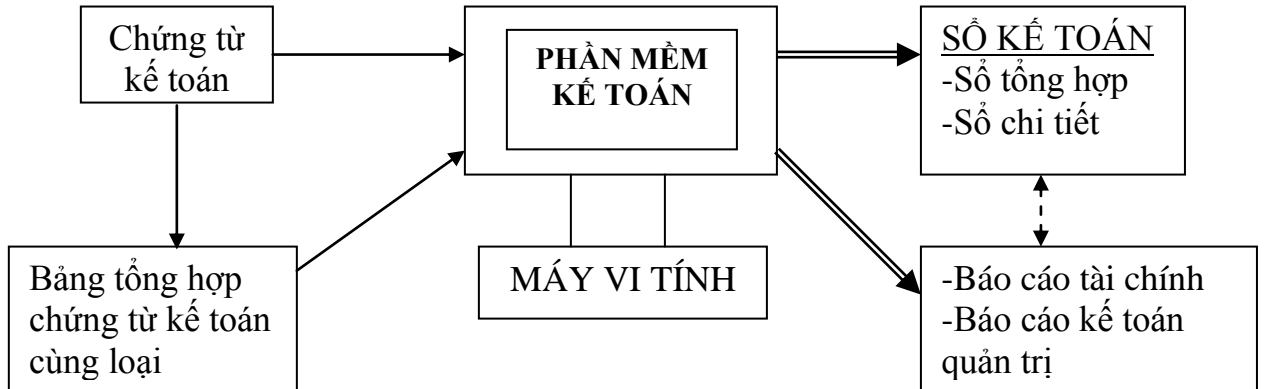 Chứng từ
kế toán
PHẦN MỀM
KẾ TOÁN
SỔ KẾ TOÁN
-Sổ tổng hợp
-Sổ chi tiết
Bảng tổng hợp
chứng từ kế toán
cùng loại
MÁY VI TÍNH
-Báo cáo tài chính
-Báo cáo kế toán
quản trị